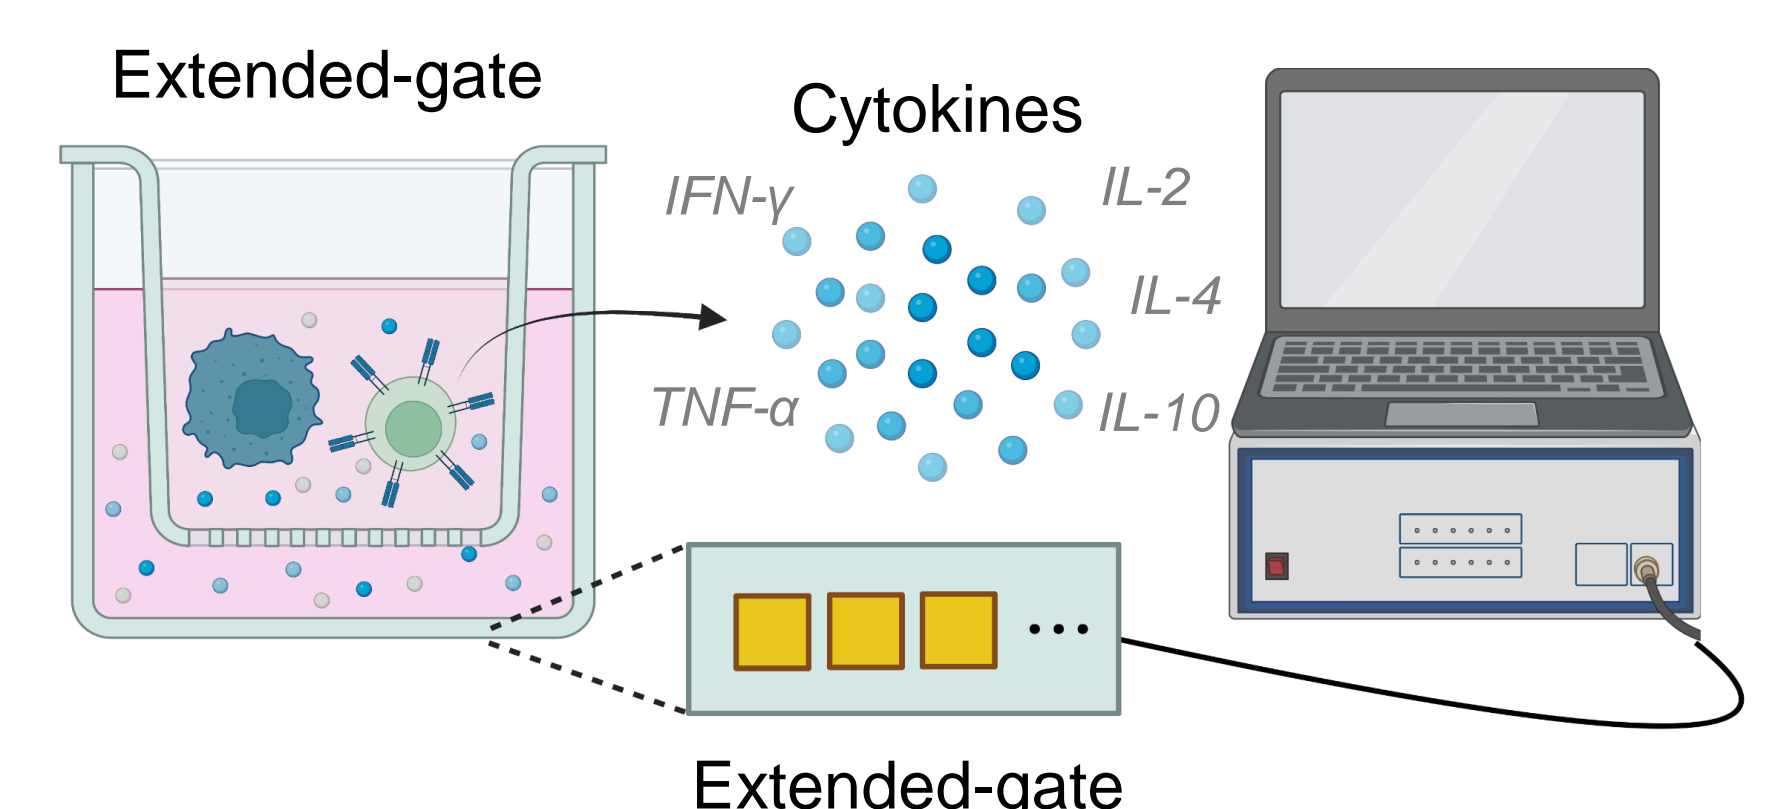 Extended-gate
Cytokines
IFN-γ
IL-2
IL-4
TNF-α
IL-10
Extended-gate